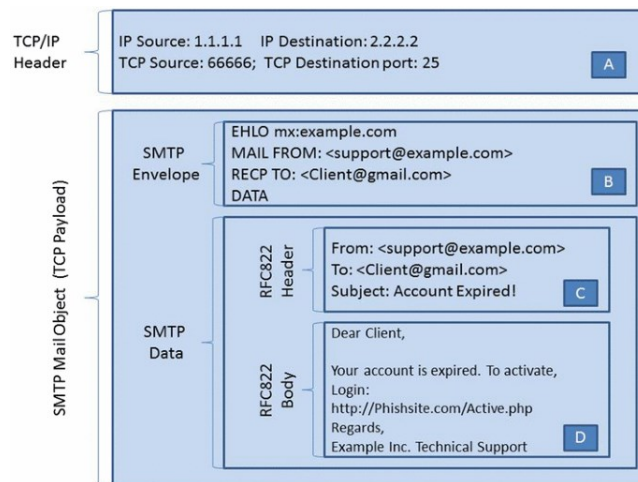 TCP/IP
Header
IP Source: 1.1.1.1 IP Destination: 2.2.2.2
TCP Source: 66666; TCP Destination port: 25
A
SMTP Mail Object (TCP Payload)
SMTP
Envelope
EHLO mx:example.com
MAIL FROM: <support@example.com>
RECP TO: <Client@gmail.com>
DATA
B
SMTP
Data
RFC822
Header
From: <support@example.com>
To: <Client@gmail.com>
Subject: Account Expired!
C
RFC822
Body
Dear Client,
Your account is expired. To activate,
Login:
http://Phishsite.com/Active.php
Regards,
Example Inc. Technical Support
D